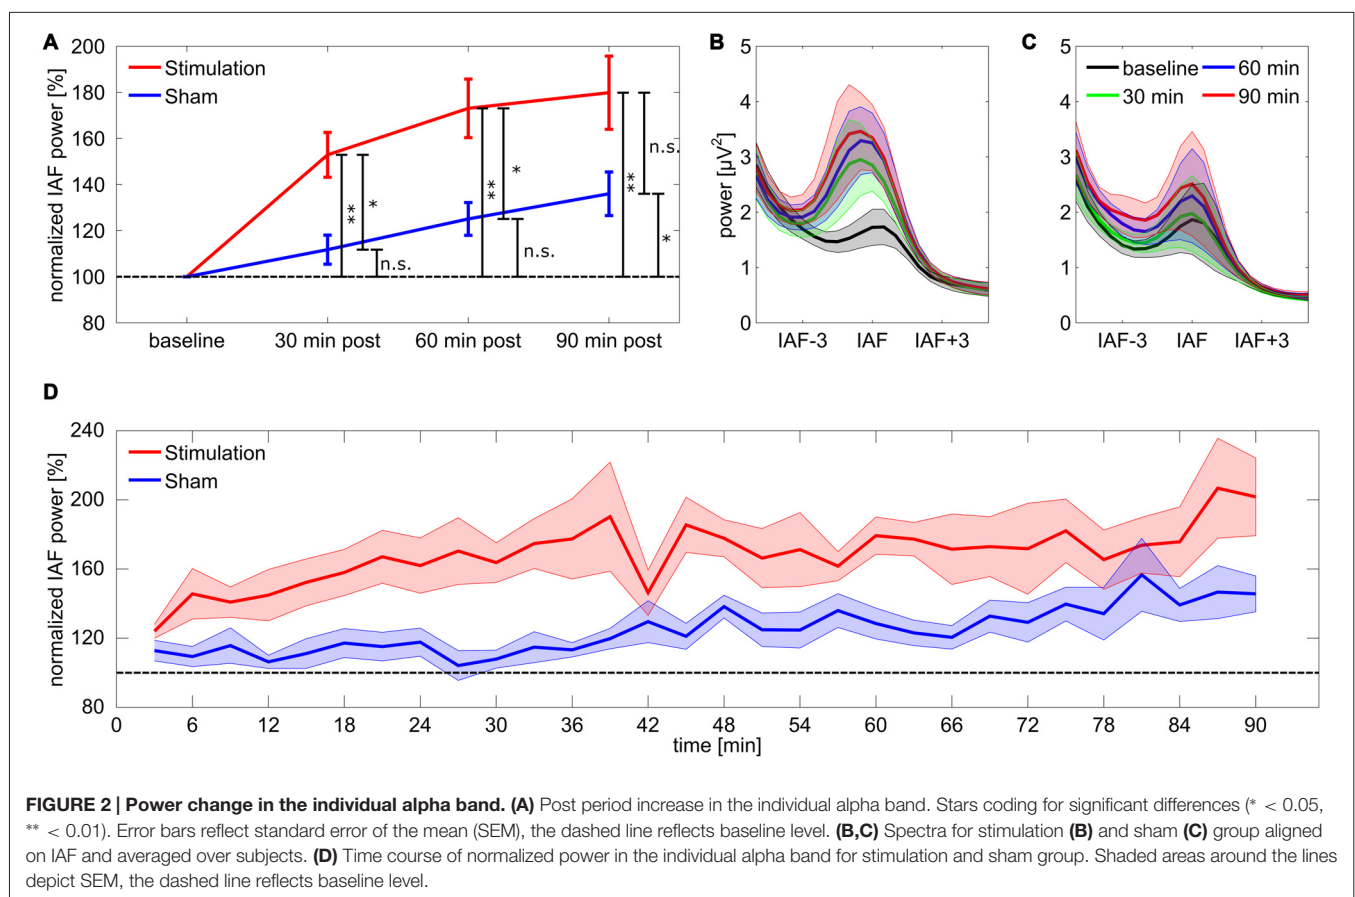 A
200
180
160
140
120
100
80
normalized IAF power [%]
Stimulation
Sham
**
*
n.s.
**
*
n.s.
**
n.s.
*
baseline
30 min post
60 min post
90 min post
B
5
4
3
2
1
0
power [µV²]
IAF-3
IAF
IAF+3
C
5
4
3
2
1
0
baseline
60 min
30 min
90 min
IAF-3
IAF
IAF+3
D
240
200
160
120
80
normalized IAF power [%]
Stimulation
Sham
0 6 12 18 24 30 36 42 48 54 60 66 72 78 84 90
time [min]
FIGURE 2 | Power change in the individual alpha band. (A) Post period increase in the individual alpha band. Stars coding for significant differences (* < 0.05,
** < 0.01). Error bars reflect standard error of the mean (SEM), the dashed line reflects baseline level. (B,C) Spectra for stimulation (B) and sham (C) group aligned
on IAF and averaged over subjects. (D) Time course of normalized power in the individual alpha band for stimulation and sham group. Shaded areas around the lines
depict SEM, the dashed line reflects baseline level.